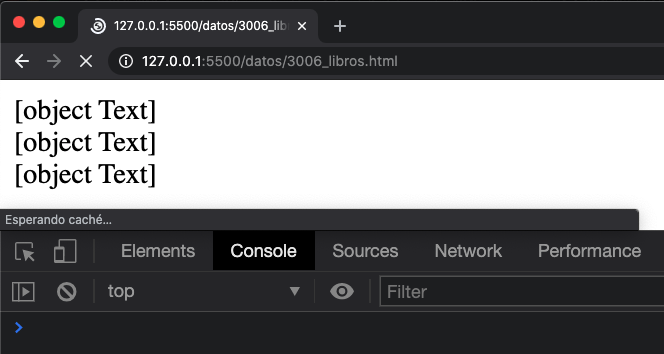 127.0.0.1:5500/datos/3006_lib
127.0.0.1:5500/datos/3006_libros.html
[object Text]
[object Text]
[object Text]
Esperando caché...
Elements Console Sources Network Performance
top Filter